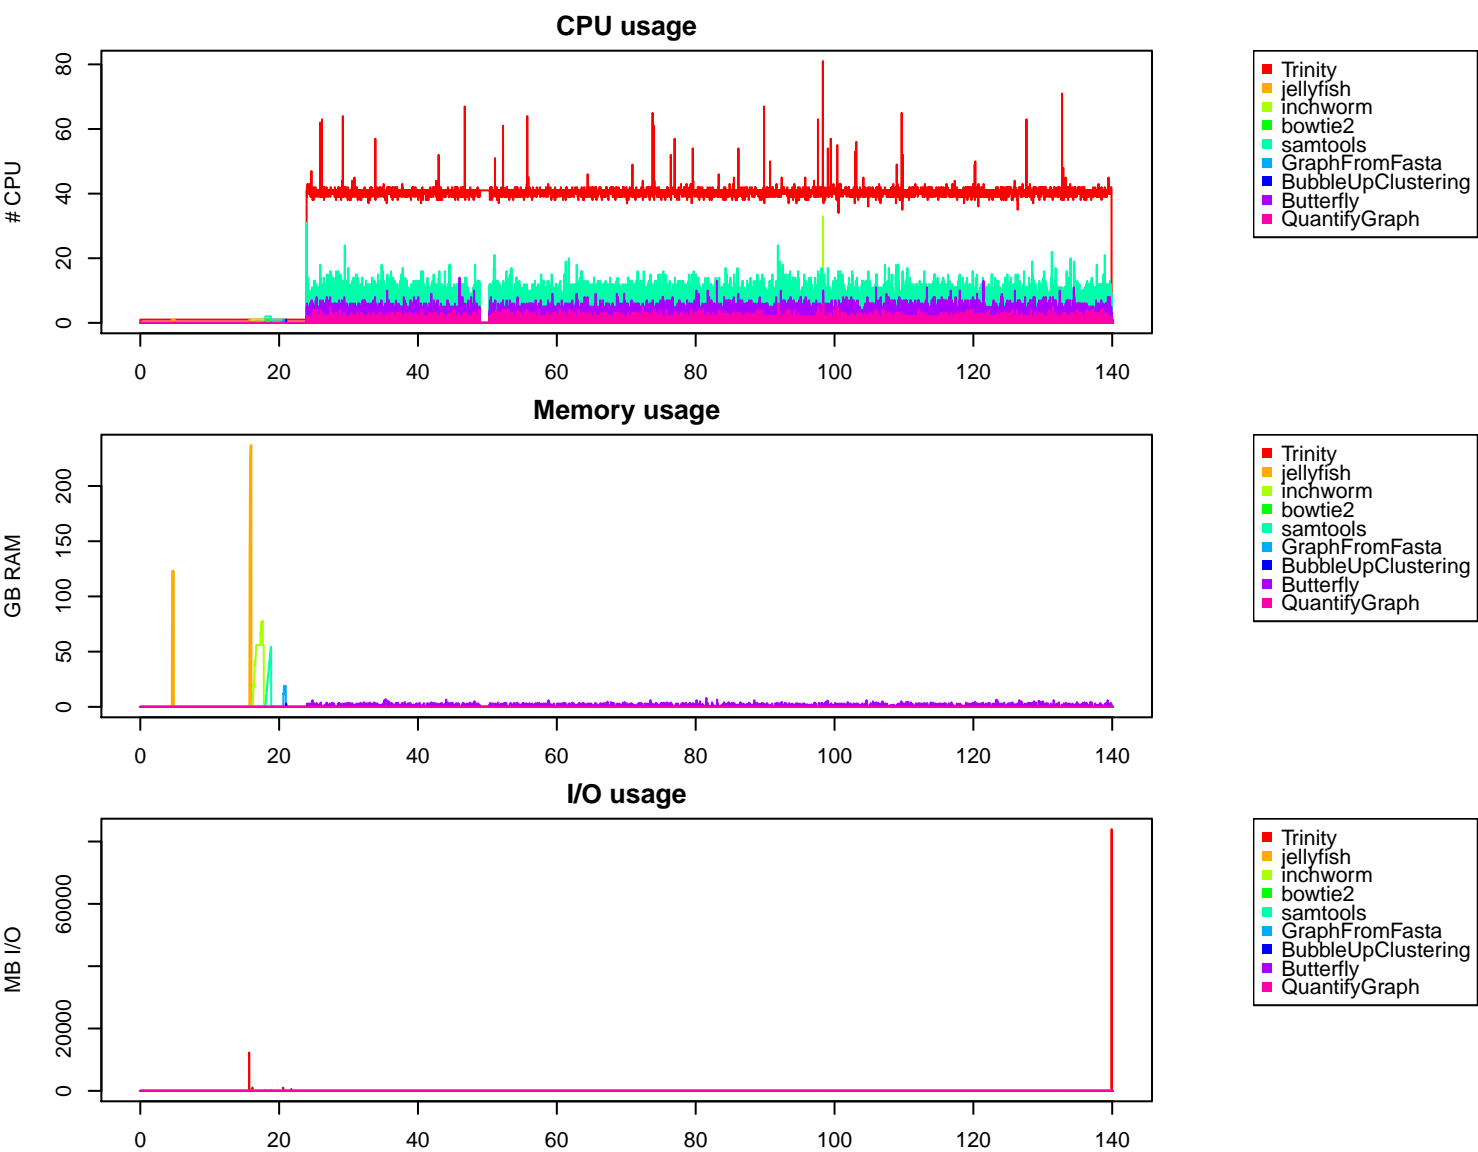 CPU usage
# CPU
80
60
40
20
0
0 20 40 60 80 100 120 140
Trinity
jellyfish
inchworm
bowtie2
samtools
GraphFromFasta
BubbleUpClustering
Butterfly
QuantifyGraph
Memory usage
GB RAM
200
150
100
50
0
0 20 40 60 80 100 120 140
Trinity
jellyfish
inchworm
bowtie2
samtools
GraphFromFasta
BubbleUpClustering
Butterfly
QuantifyGraph
I/O usage
MB I/O
60000
20000
0
0 20 40 60 80 100 120 140
Trinity
jellyfish
inchworm
bowtie2
samtools
GraphFromFasta
BubbleUpClustering
Butterfly
QuantifyGraph